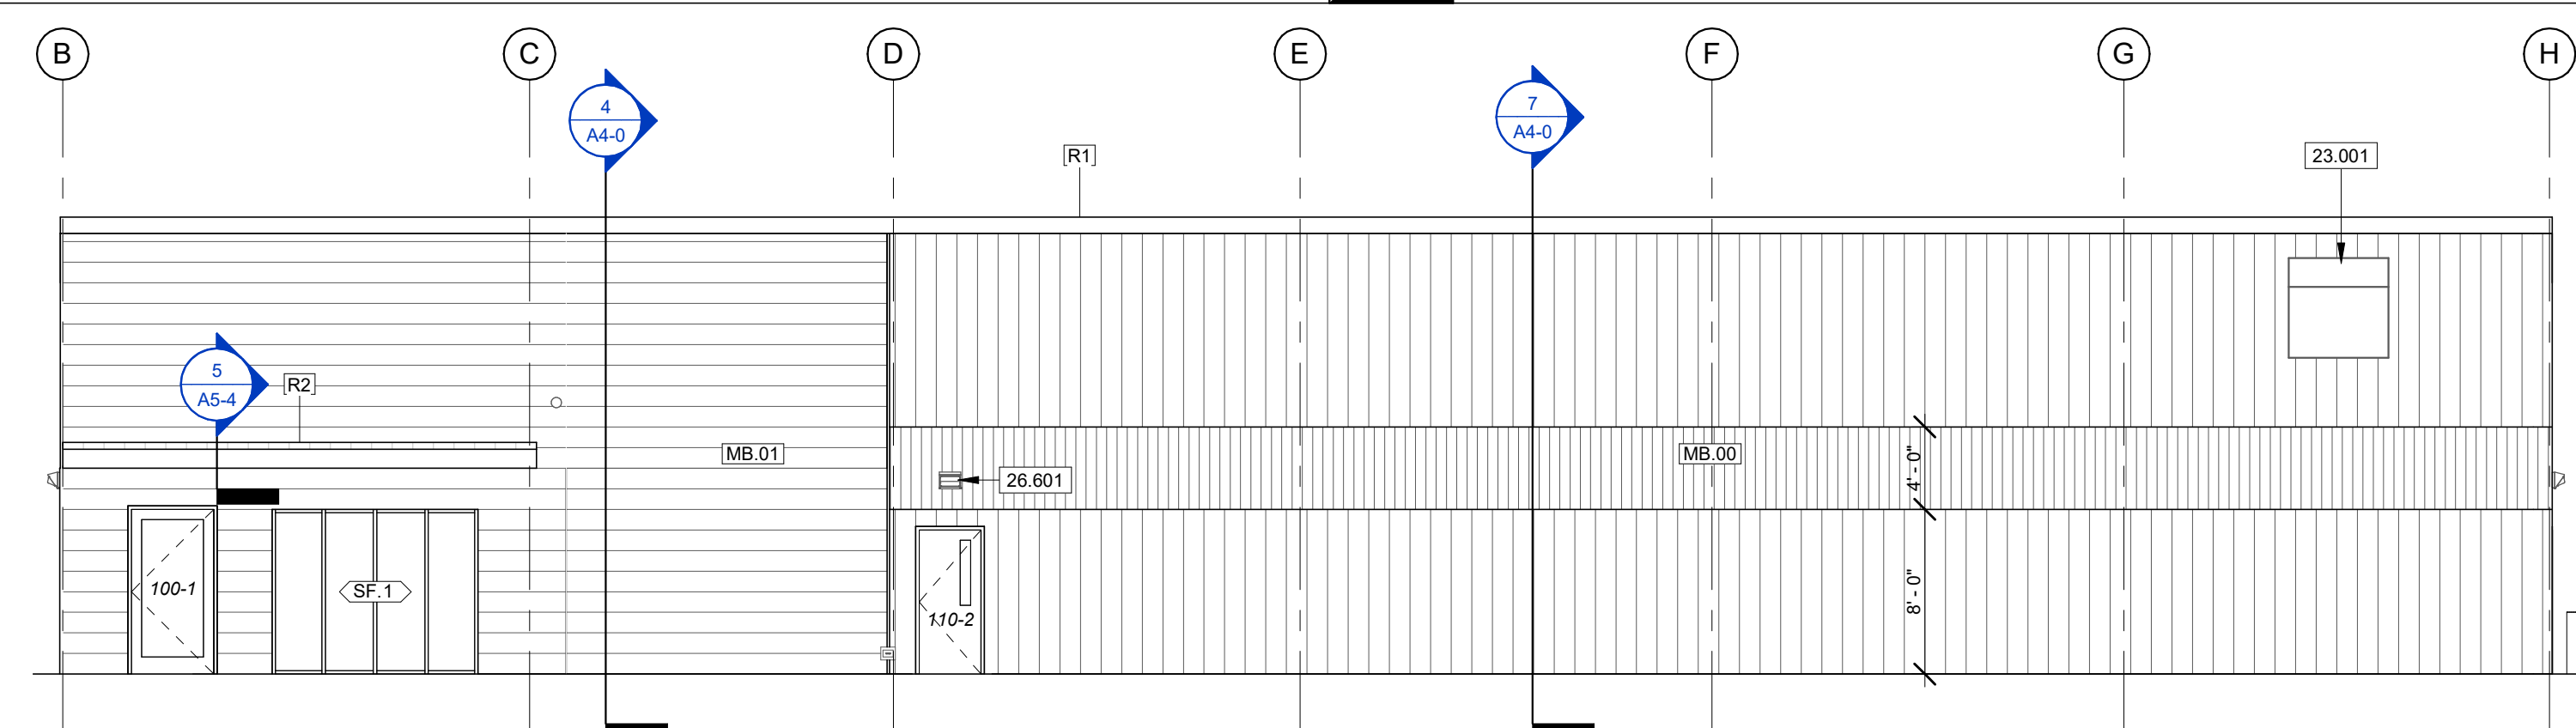 B C D E F G H
4
A4-0
7
A4-0
R1
23.001
5
A5-4
R2
MB.01
MB.00
26.601
4' - 0"
100-1
SF.1
110-2
8' - 0"